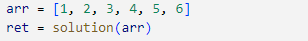 arr = [1, 2, 3, 4, 5, 6]
ret = solution(arr)